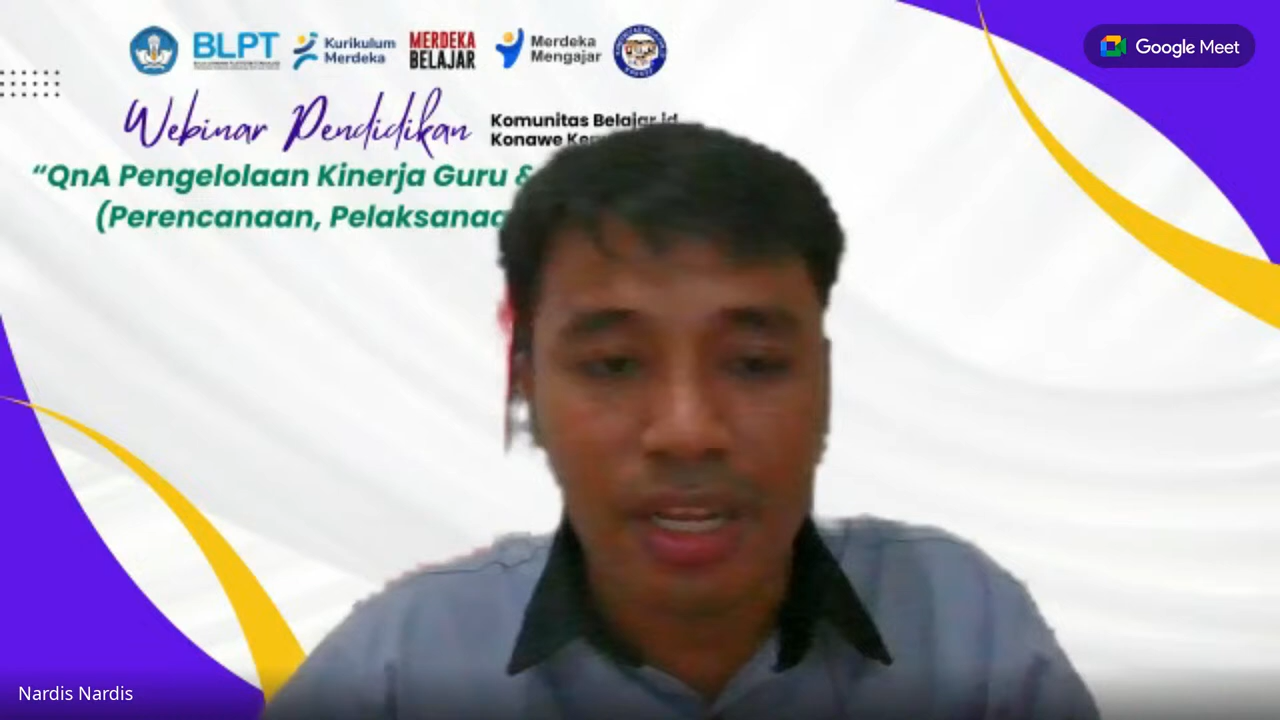 BLPT
Kurikulum
Merdeka
MERDEKA
BELAJAR
Merdeka
Mengajar
Google Meet
Webinar Pendidikan
Komunitas Belajar.id
Konawe
"QnA Pengelolaan Kinerja Guru &
(Perencanaan, Pelaksanaa
Nardis Nardis